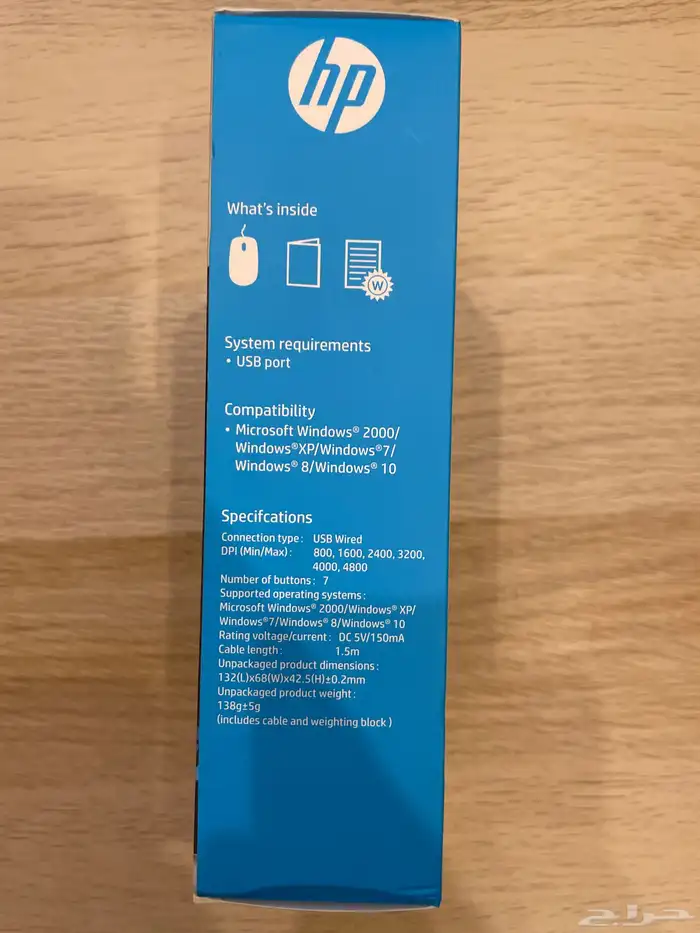 hp
What's inside
W
System requirements
• USB port
Compatibility
• Microsoft Windows® 2000/
Windows®XP/Windows®7/
Windows® 8/Windows® 10
Specifcations
Connection type : USB Wired
DPI (Min/Max) : 800, 1600, 2400, 3200,
4000, 4800
Number of buttons : 7
Supported operating systems :
Microsoft Windows® 2000/Windows® XP/
Windows®7/Windows® 8/Windows® 10
Rating voltage/current : DC 5V/150mA
Cable length : 1.5m
Unpackaged product dimensions :
132(L)x68(W)x42.5(H)±0.2mm
Unpackaged product weight :
138g±5g
(includes cable and weighting block )
حراج